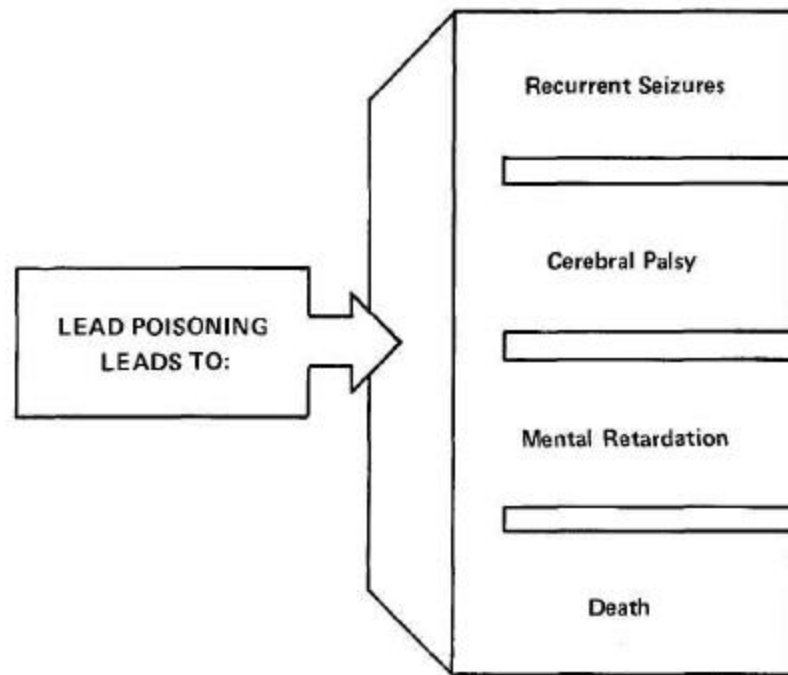 LEAD POISONING
LEADS TO:
Recurrent Seizures
Cerebral Palsy
Mental Retardation
Death